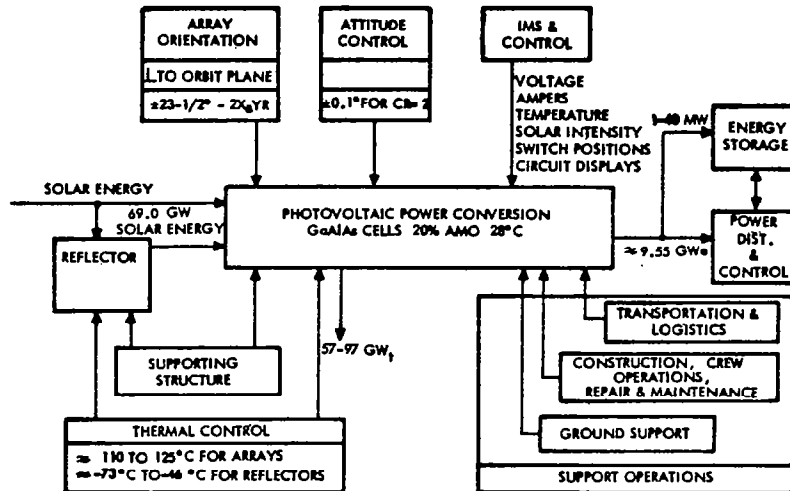 ARRAY
ORIENTATION
⊥TO ORBIT PLANE
±23-1/2° - 2X
ATTITUDE
CONTROL
±0.1° FOR CR= 2
IMS &
CONTROL
VOLTAGE
AMPERS
TEMPERATURE
SOLAR INTENSITY
SWITCH POSITIONS
CIRCUIT DISPLAYS
MW
ENERGY
STORAGE
SOLAR ENERGY
69.0 GW
SOLAR ENERGY
REFLECTOR
PHOTOVOLTAIC POWER CONVERSION
GaAlAs CELLS 20% AMO 28°C
≈ 9.55 GWe
POWER
DIST.
&
CONTROL
SUPPORTING
STRUCTURE
57-97 GWt
TRANSPORTATION &
LOGISTICS
CONSTRUCTION, CREW
OPERATIONS,
REPAIR & MAINTENANCE
GROUND SUPPORT
SUPPORT OPERATIONS
THERMAL CONTROL
≈ 110 TO 125°C FOR ARRAYS
≈ -73°C TO -46 °C FOR REFLECTORS